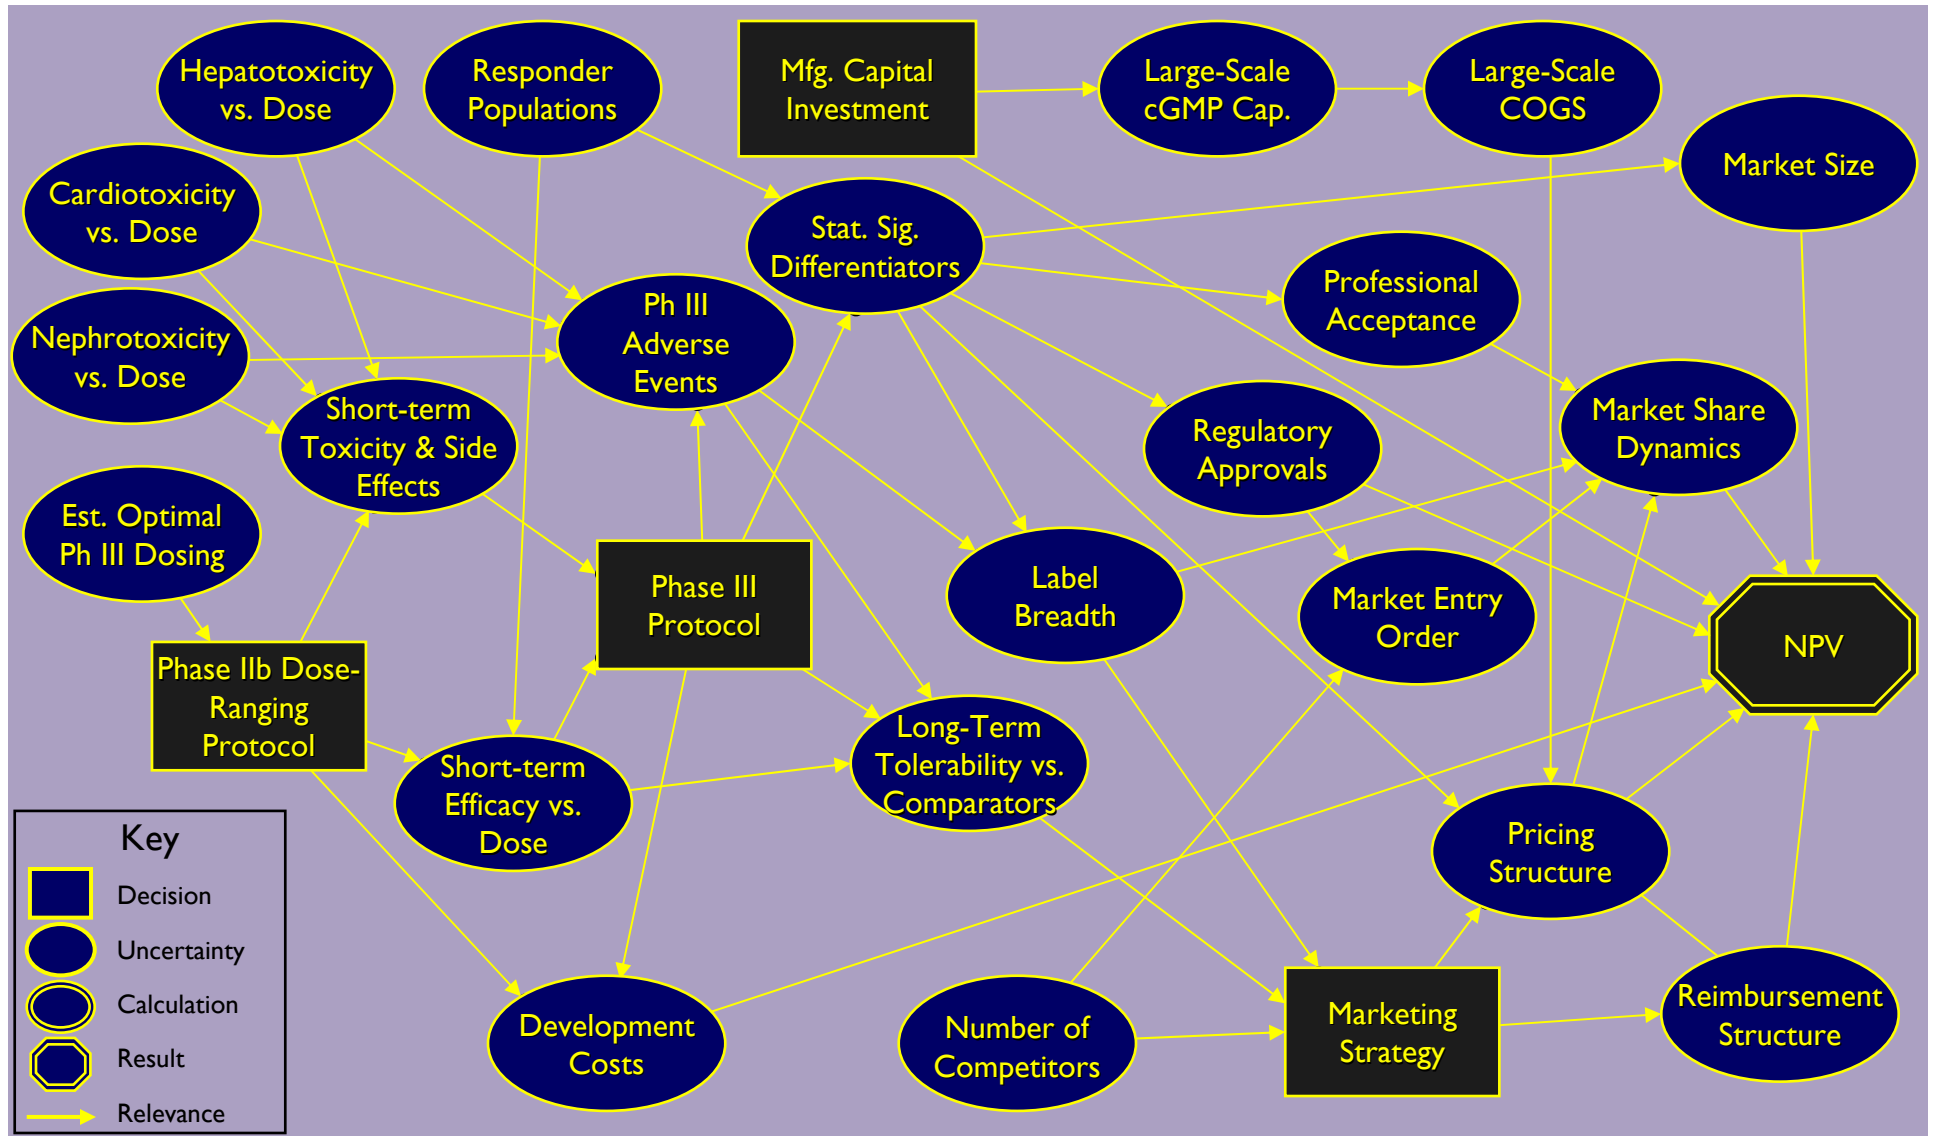 Hepatotoxicity
vs. Dose
Responder
Populations
Mfg. Capital
Investment
Large-Scale
cGMP Cap.
Large-Scale
COGS
Market Size
Cardiotoxicity
vs. Dose
Stat. Sig.
Differentiators
Professional
Acceptance
Nephrotoxicity
vs. Dose
Ph III
Adverse
Events
Short-term
Toxicity & Side
Effects
Regulatory
Approvals
Market Share
Dynamics
Est. Optimal
Ph III Dosing
Phase III
Protocol
Label
Breadth
Market Entry
Order
NPV
Phase IIb Dose-
Ranging
Protocol
Short-term
Efficacy vs.
Dose
Long-Term
Tolerability vs.
Comparators
Pricing
Structure
Development
Costs
Number of
Competitors
Marketing
Strategy
Reimbursement
Structure
Key
Decision
Uncertainty
Calculation
Result
Relevance